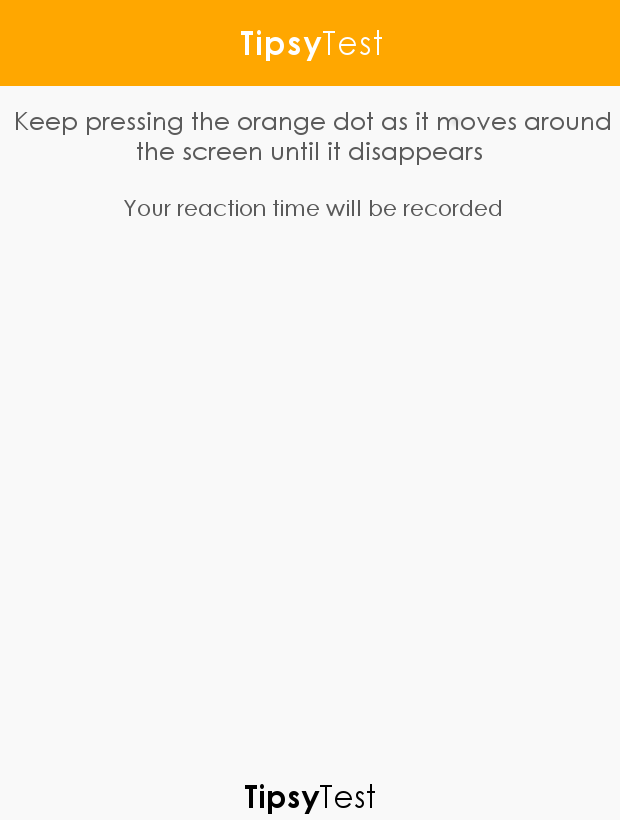 TipsyTest
Keep pressing the orange dot as it moves around
the screen until it disappears
Your reaction time will be recorded
TipsyTest